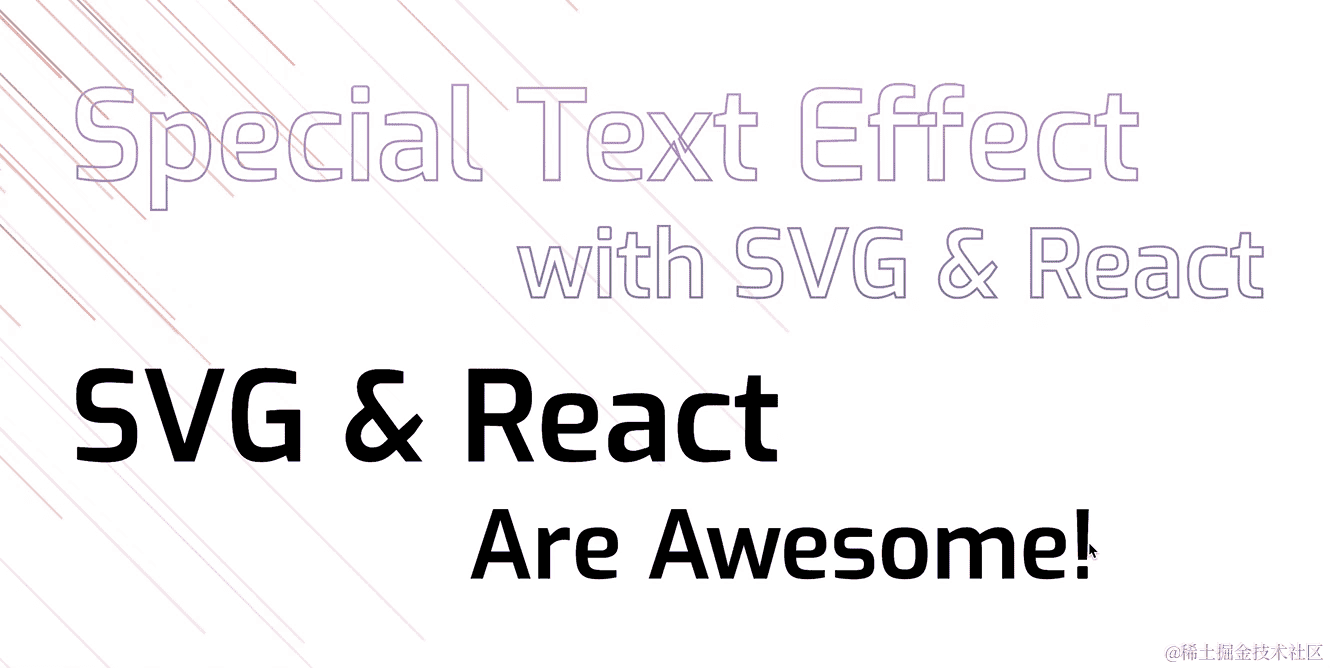 Special Text Effect
with SVG & React
SVG & React
Are Awesome!
@稀土掘金技术社区